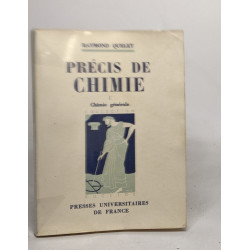 RAYMOND QUELET
PRÉCIS DE
CHIMIE
I
Chimie générale
PRESSES UNIVERSITAIRES
DE FRANCE